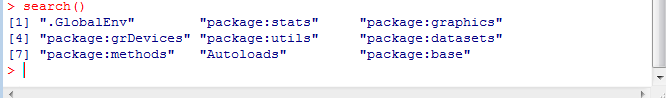 > search()
[1] ".GlobalEnv"        "package:stats"     "package:graphics"
[4] "package:grDevices" "package:utils"     "package:datasets"
[7] "package:methods"   "Autoloads"         "package:base"
>